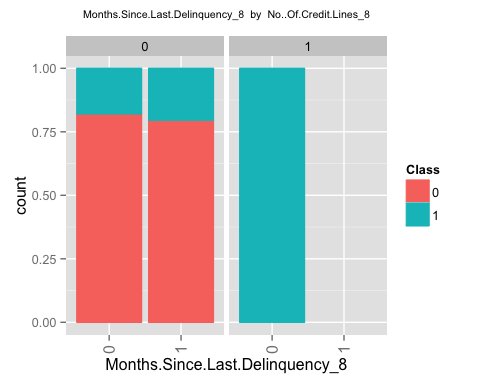 Months.Since.Last.Delinquency_8 by No..Of.Credit.Lines_8
0 1
1.00
0.75
0.50
0.25
0.00
count
0 1 0 1
Months.Since.Last.Delinquency_8
Class
0
1